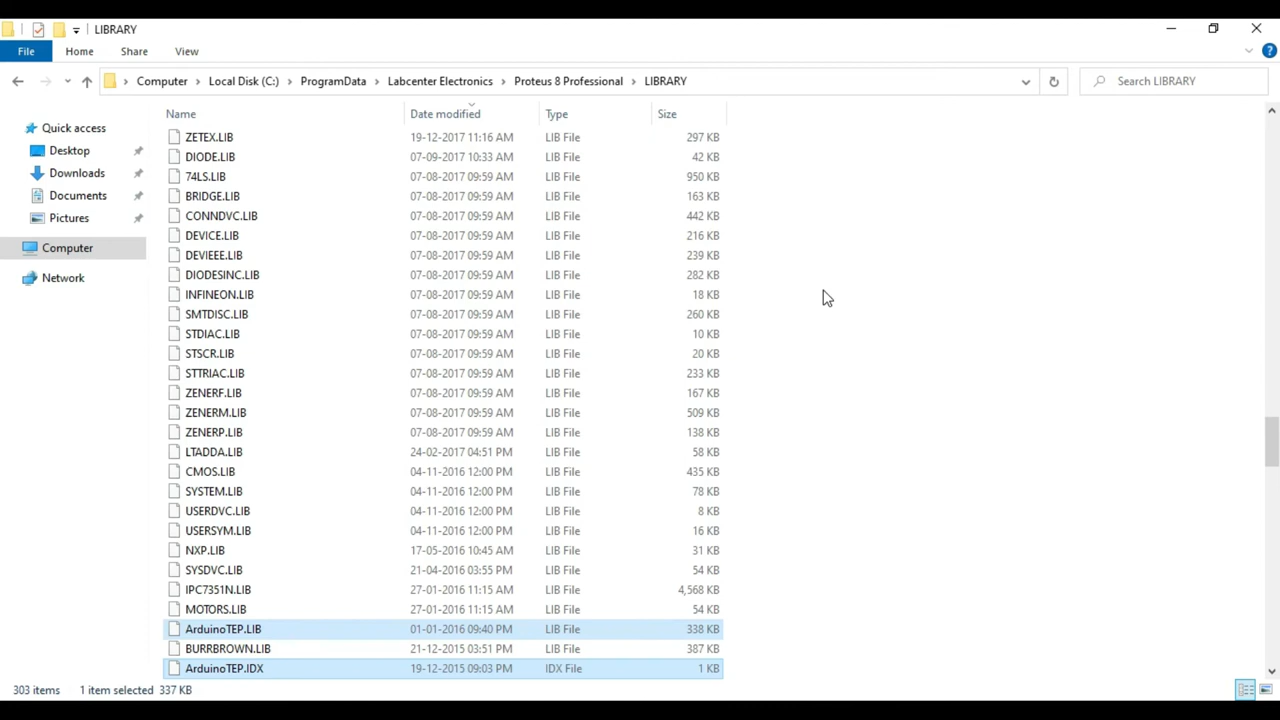 LIBRARY
File Home Share View
Computer Local Disk (C:) ProgramData Labcenter Electronics Proteus 8 Professional LIBRARY Search LIBRARY
Name Date modified Type Size
Quick access
Desktop
Downloads
Documents
Pictures
Computer
Network
ZETEX.LIB 19-12-2017 11:16 AM LIB File 297 KB
DIODE.LIB 07-09-2017 10:33 AM LIB File 42 KB
74LS.LIB 07-08-2017 09:59 AM LIB File 950 KB
BRIDGE.LIB 07-08-2017 09:59 AM LIB File 163 KB
CONNDVC.LIB 07-08-2017 09:59 AM LIB File 442 KB
DEVICE.LIB 07-08-2017 09:59 AM LIB File 216 KB
DEVIEEE.LIB 07-08-2017 09:59 AM LIB File 239 KB
DIODESINC.LIB 07-08-2017 09:59 AM LIB File 282 KB
INFINEON.LIB 07-08-2017 09:59 AM LIB File 18 KB
SMTDISC.LIB 07-08-2017 09:59 AM LIB File 260 KB
STDIAC.LIB 07-08-2017 09:59 AM LIB File 10 KB
STSCR.LIB 07-08-2017 09:59 AM LIB File 20 KB
STTRIAC.LIB 07-08-2017 09:59 AM LIB File 233 KB
ZENERF.LIB 07-08-2017 09:59 AM LIB File 167 KB
ZENERM.LIB 07-08-2017 09:59 AM LIB File 509 KB
ZENERP.LIB 07-08-2017 09:59 AM LIB File 138 KB
LTADDA.LIB 24-02-2017 04:51 PM LIB File 58 KB
CMOS.LIB 04-11-2016 12:00 PM LIB File 435 KB
SYSTEM.LIB 04-11-2016 12:00 PM LIB File 78 KB
USERDVC.LIB 04-11-2016 12:00 PM LIB File 8 KB
USERSYM.LIB 04-11-2016 12:00 PM LIB File 16 KB
NXP.LIB 17-05-2016 10:45 AM LIB File 31 KB
SYSDVC.LIB 21-04-2016 03:55 PM LIB File 54 KB
IPC7351N.LIB 27-01-2016 11:15 AM LIB File 4,568 KB
MOTORS.LIB 27-01-2016 11:15 AM LIB File 54 KB
ArduinoTEP.LIB 01-01-2016 09:40 PM LIB File 338 KB
BURRBROWN.LIB 21-12-2015 03:51 PM LIB File 387 KB
ArduinoTEP.IDX 19-12-2015 09:03 PM IDX File 1 KB
303 items 1 item selected 337 KB